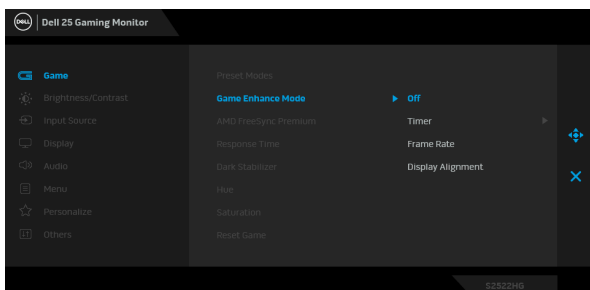 DELL Dell 25 Gaming Monitor
Game
Brightness/Contrast
Input Source
Display
Audio
Menu
Personalize
Others
Preset Modes
Game Enhance Mode
AMD FreeSync Premium
Response Time
Dark Stabilizer
Hue
Saturation
Reset Game
Off
Timer
Frame Rate
Display Alignment
S2522HG